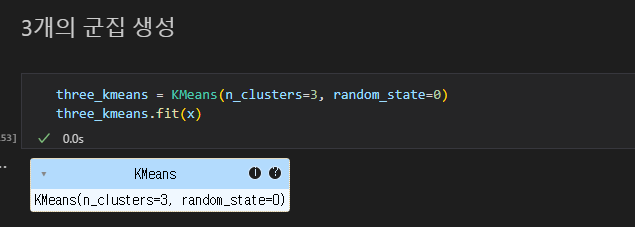 3개의 군집 생성
three_kmeans = KMeans(n_clusters=3, random_state=0)
three_kmeans.fit(x)
53]
0.0s
KMeans
KMeans(n_clusters=3, random_state=0)